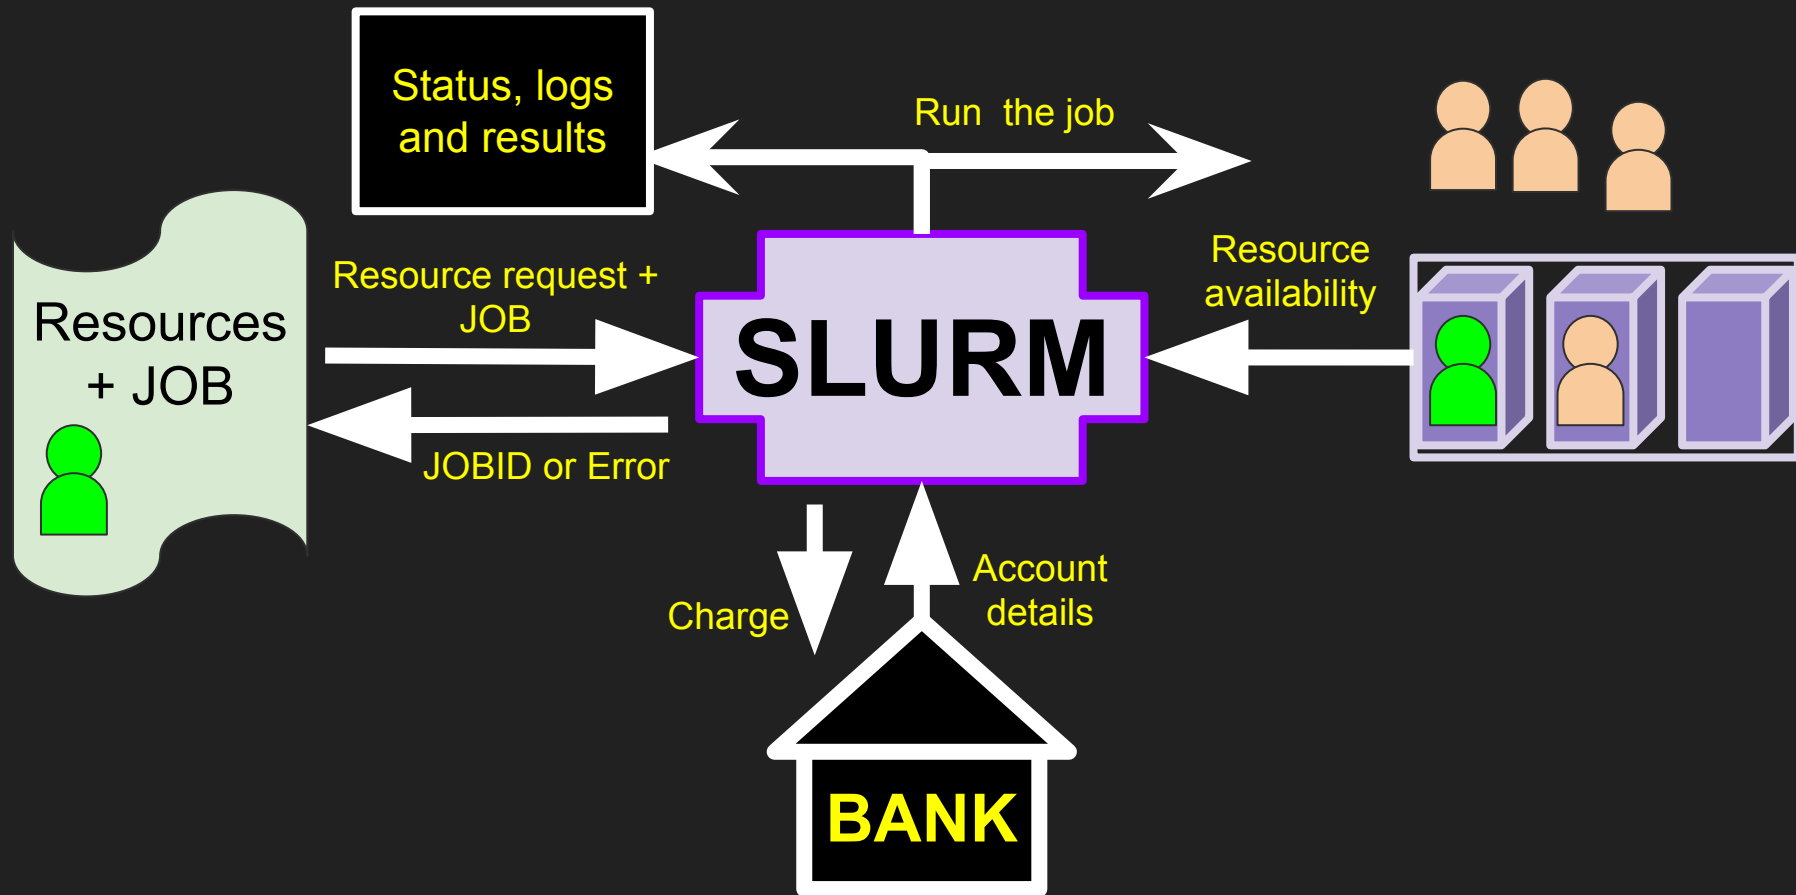 Status, logs
and results
Run  the job
Resource request +
JOB
Resource
availability
Resources
+ JOB
SLURM
JOBID or Error
Charge
Account
details
BANK